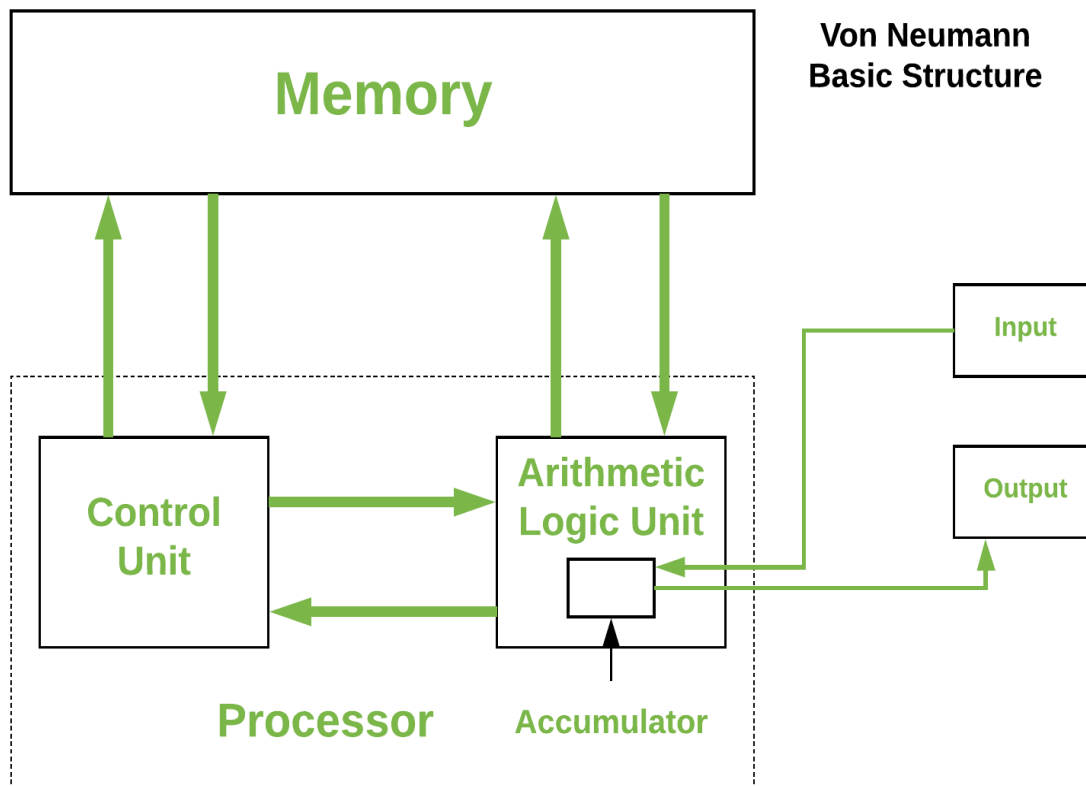 Von Neumann
Basic Structure
Memory
Input
Control
Unit
Arithmetic
Logic Unit
Output
Processor
Accumulator